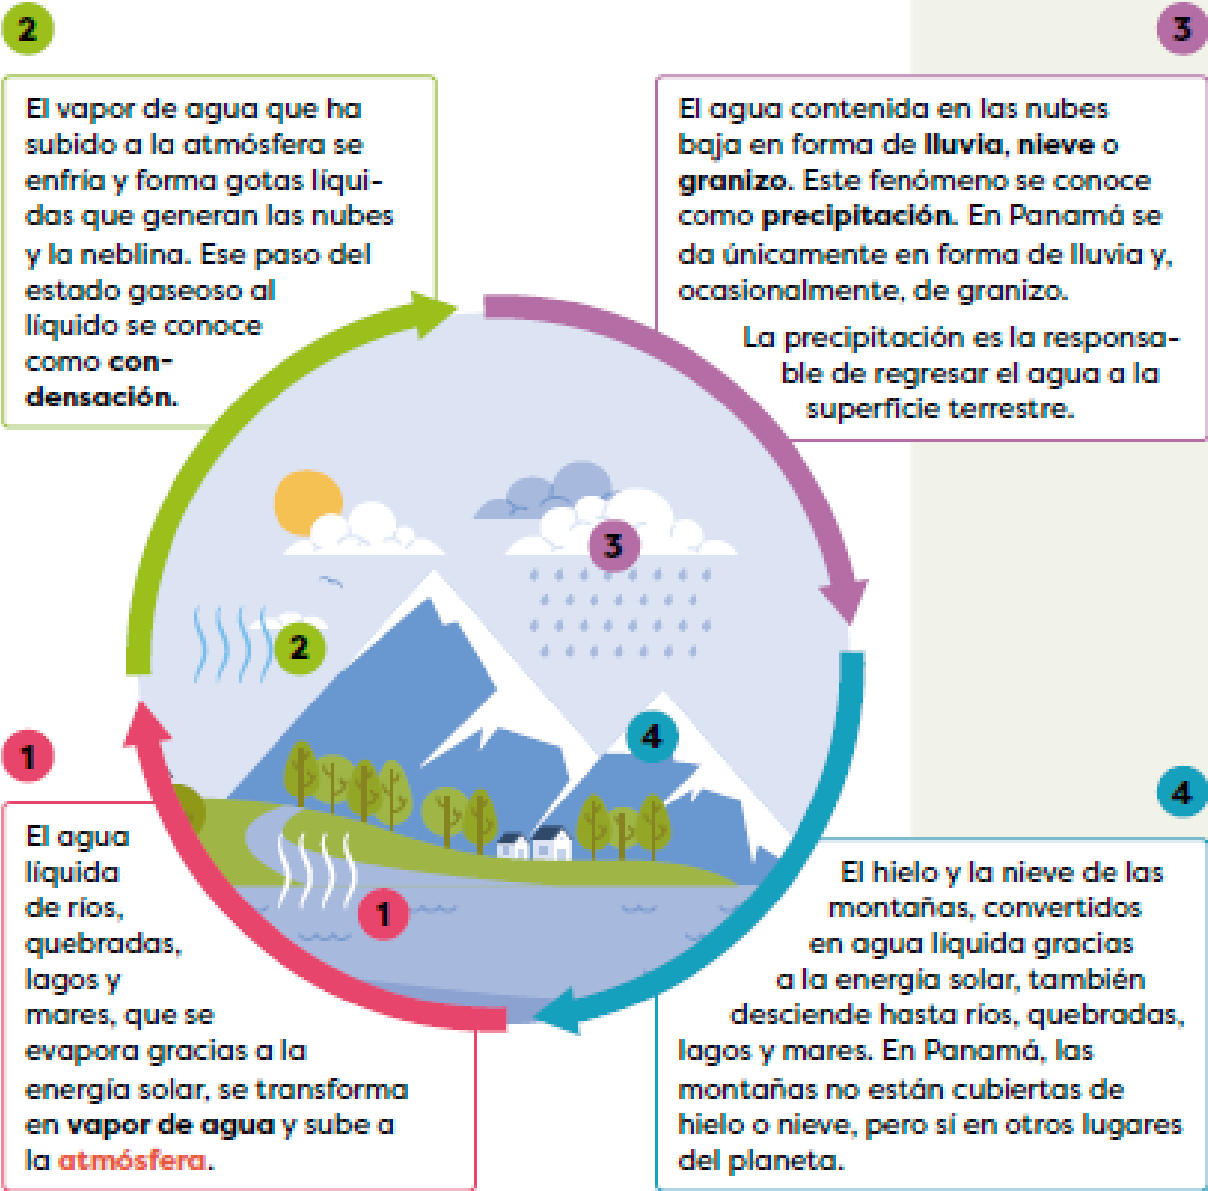 2
El vapor de agua que ha
subido a la atmósfera se
enfría y forma gotas líqui-
das que generan las nubes
y la neblina. Ese paso del
estado gaseoso al
líquido se conoce
como con-
densación.
3
El agua contenida en las nubes
baja en forma de lluvia, nieve o
granizo. Este fenómeno se conoce
como precipitación. En Panamá se
da únicamente en forma de lluvia y,
ocasionalmente, de granizo.
La precipitación es la responsa-
ble de regresar el agua a la
superficie terrestre.
3
2
4
1
1
El agua
líquida
de ríos,
quebradas,
lagos y
mares, que se
evapora gracias a la
energía solar, se transforma
en vapor de agua y sube a
la atmósfera.
4
El hielo y la nieve de las
montañas, convertidos
en agua líquida gracias
a la energía solar, también
desciende hasta ríos, quebradas,
lagos y mares. En Panamá, las
montañas no están cubiertas de
hielo o nieve, pero sí en otros lugares
del planeta.